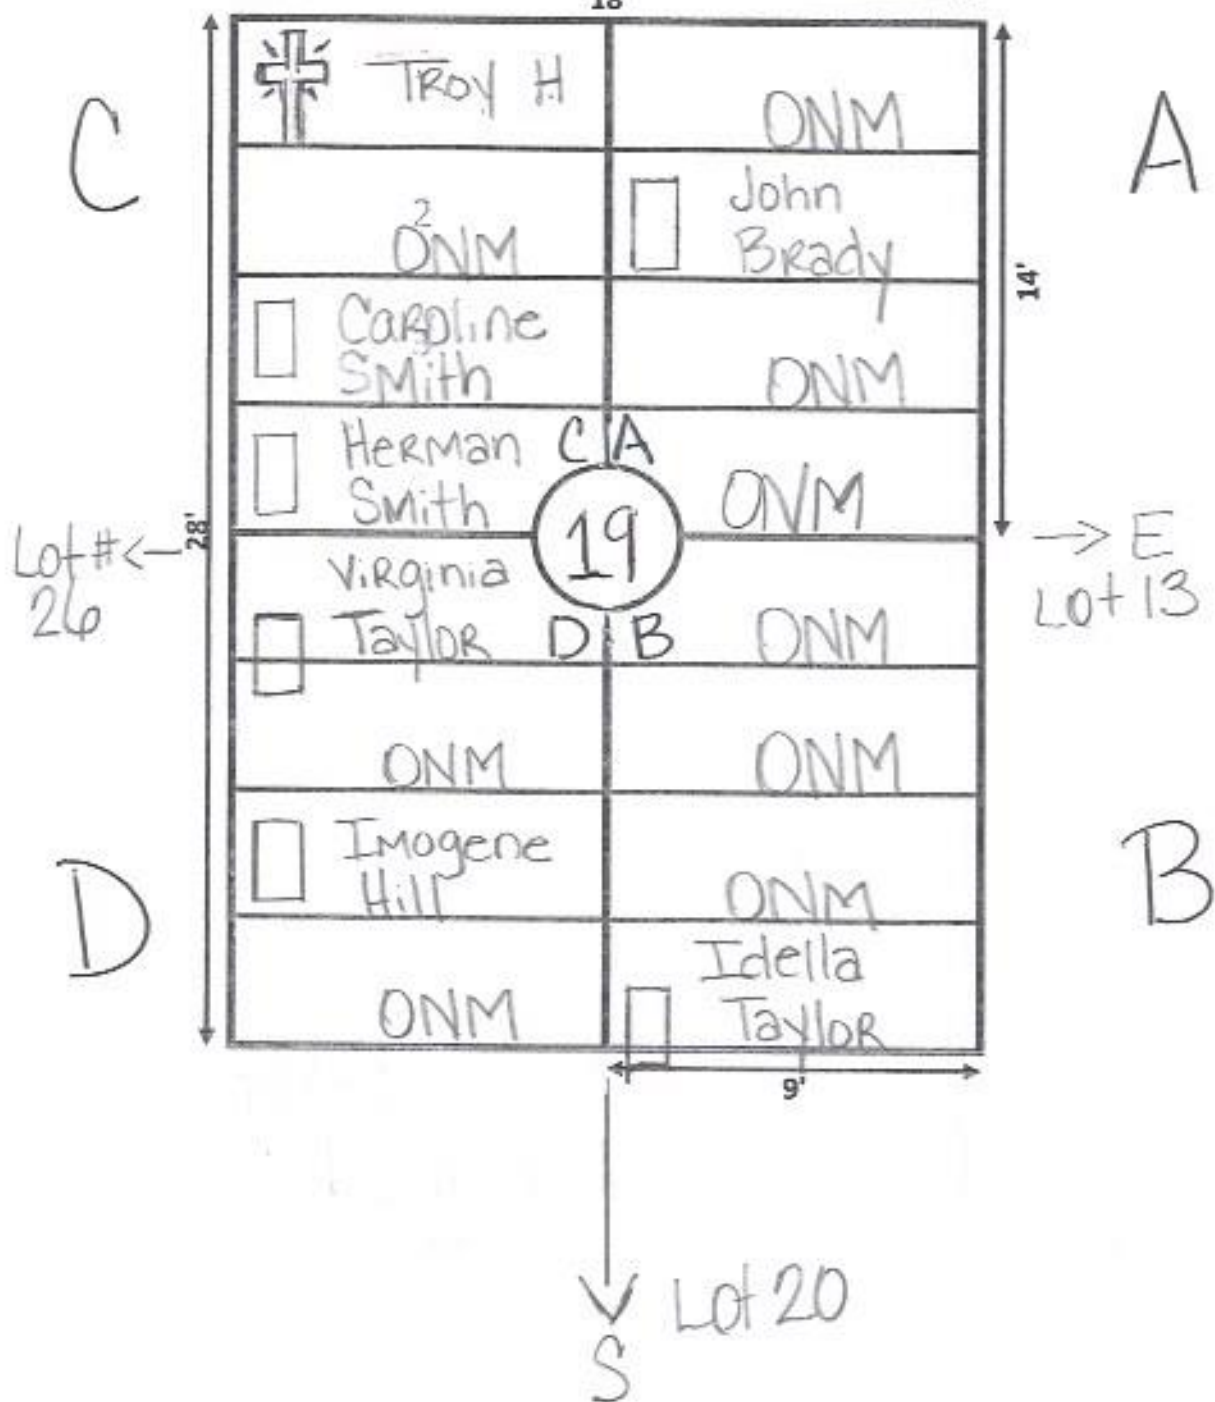 18'
TROY H
ONM
C
A
2
ONM
John
Brady
14'
Caroline
Smith
ONM
Herman
Smith
C A
OVM
28'
19
Lot # ←
26
→ E
Lot 13
Virginia
Taylor
D B
ONM
ONM
ONM
Imogene
Hill
ONM
D
B
ONM
Idella
Taylor
9'
Lot 20
S